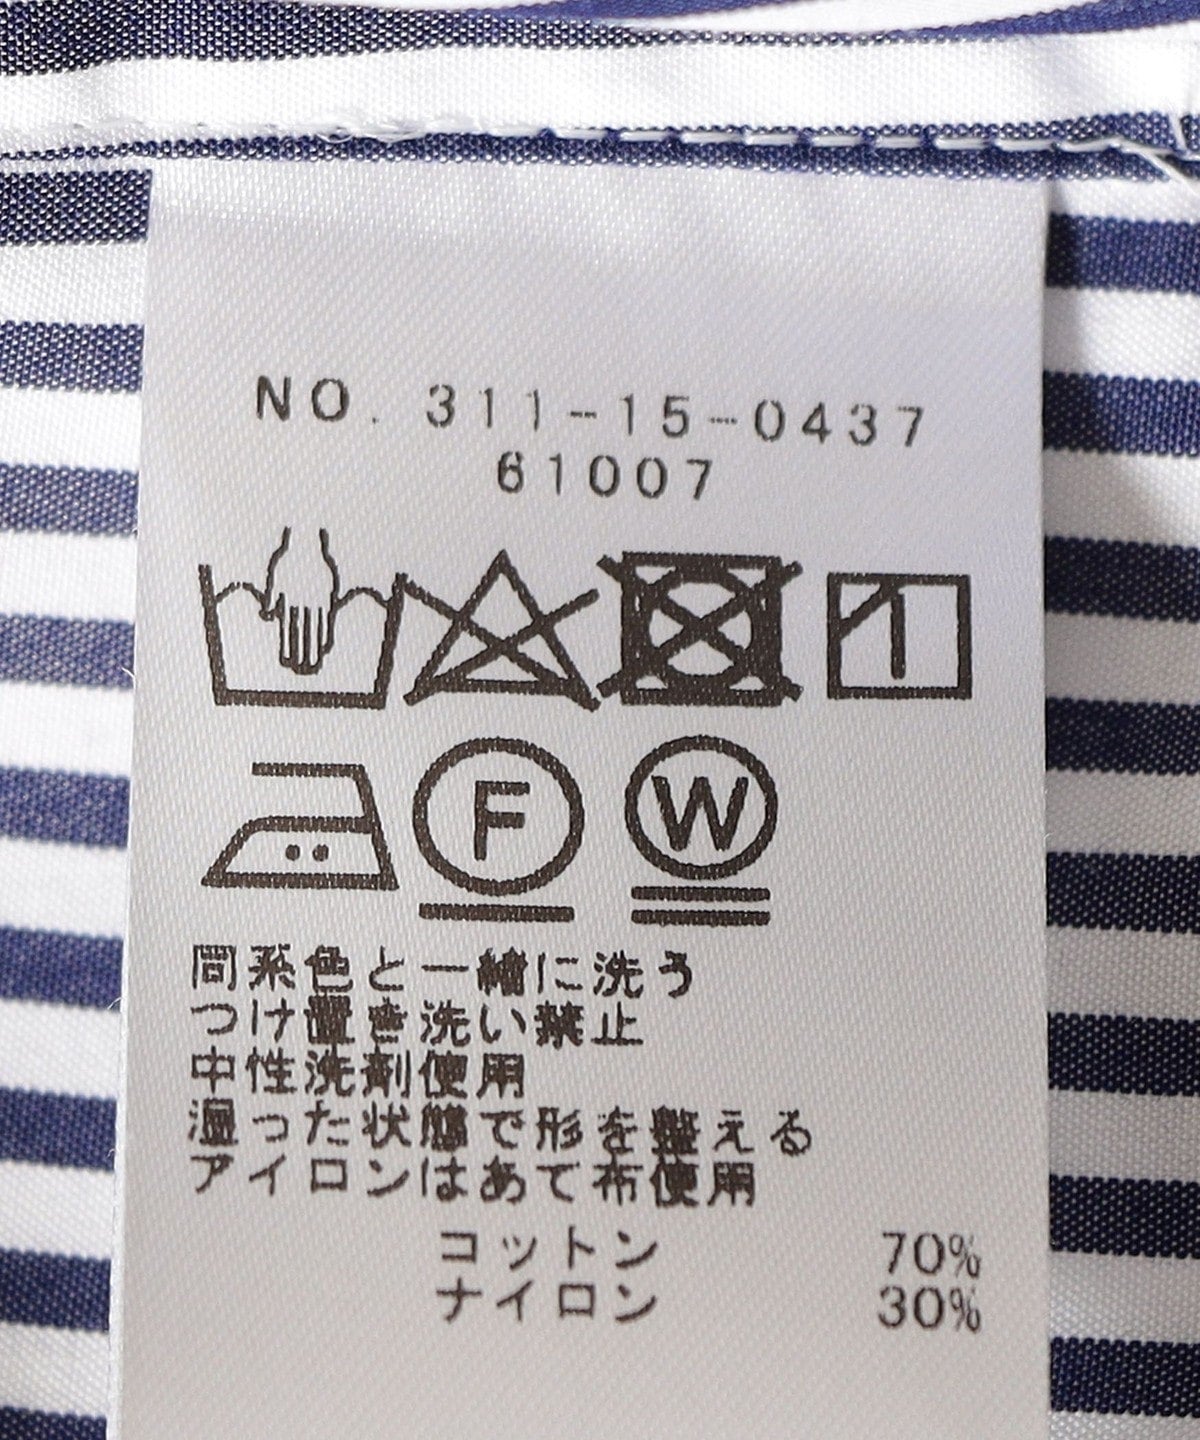 NO. 311-15-0437
61007
F W
同系色と一緒に洗う
つけ置き洗い禁止
中性洗剤使用
湿った状態で形を整える
アイロンはあて布使用
コットン 70%
ナイロン 30%